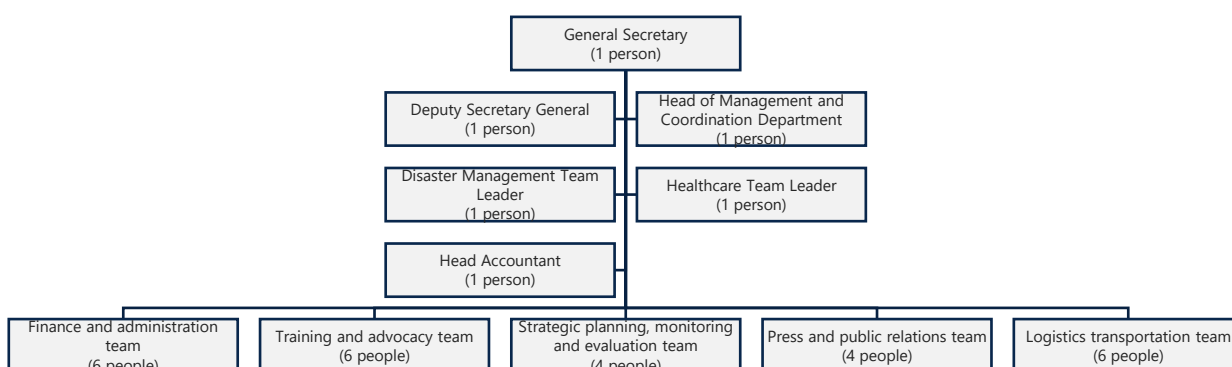 General Secretary
(1 person)
Deputy Secretary General
(1 person)
Head of Management and
Coordination Department
(1 person)
Disaster Management Team
Leader
(1 person)
Healthcare Team Leader
(1 person)
Head Accountant
(1 person)
Finance and administration
team
(6 people)
Training and advocacy team
(6 people)
Strategic planning, monitoring
and evaluation team
(4 people)
Press and public relations team
(4 people)
Logistics transportation team
(6 people)